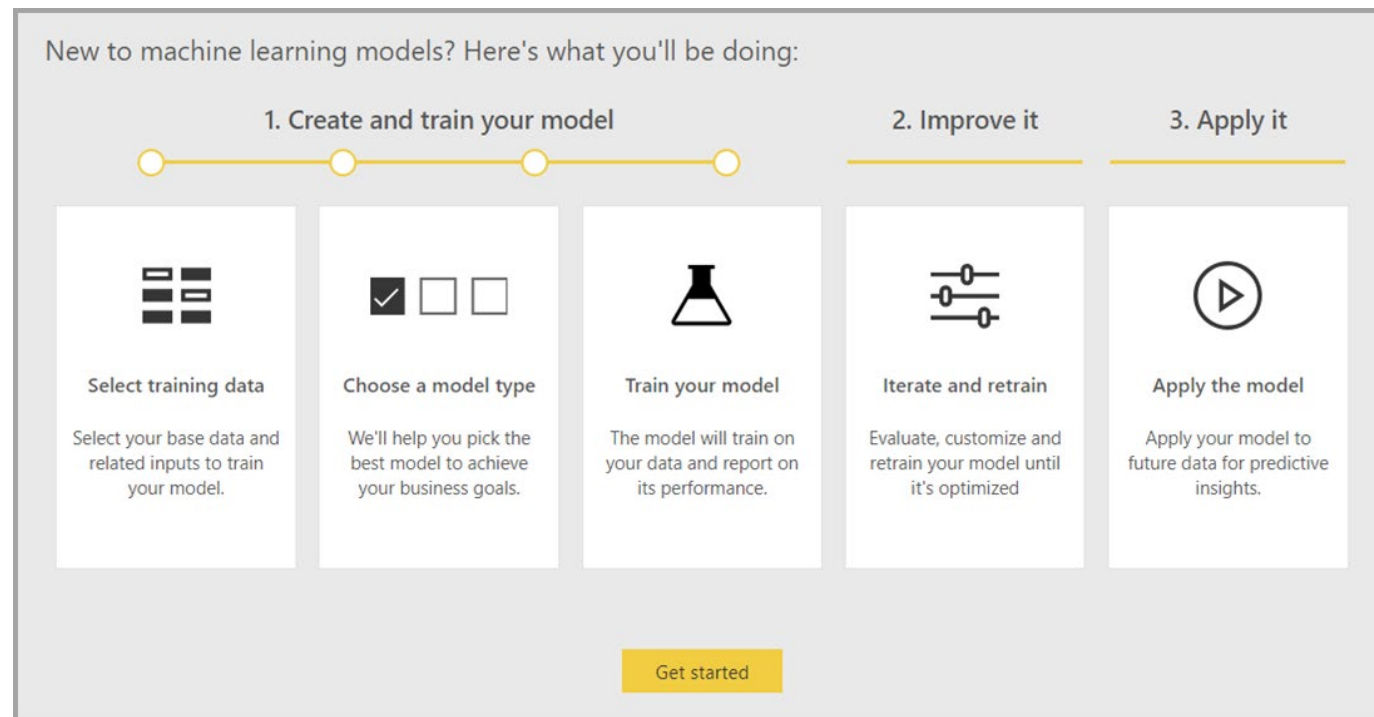 New to machine learning models? Here's what you'll be doing:
1. Create and train your model
2. Improve it
3. Apply it
Select training data
Select your base data and
related inputs to train
your model.
Choose a model type
We'll help you pick the
best model to achieve
your business goals.
Train your model
The model will train on
your data and report on
its performance.
Iterate and retrain
Evaluate, customize and
retrain your model until
it's optimized
Apply the model
Apply your model to
future data for predictive
insights.
Get started